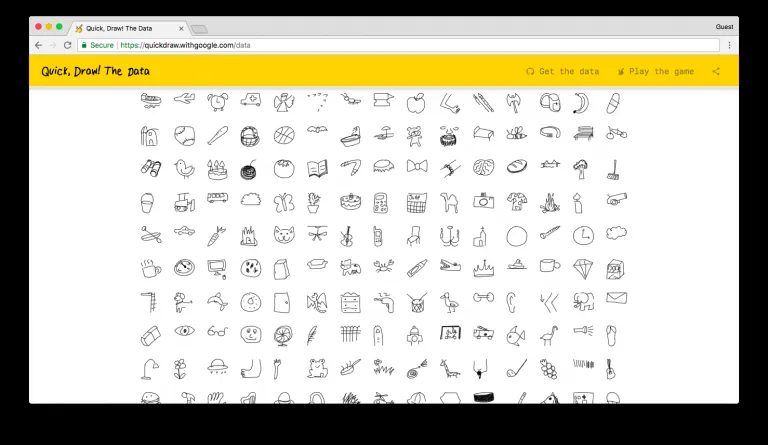 Quick, Draw! The Data
Guest
Secure
https://quickdraw.withgoogle.com/data
Quick, Draw! The Data
Get the data
Play the game